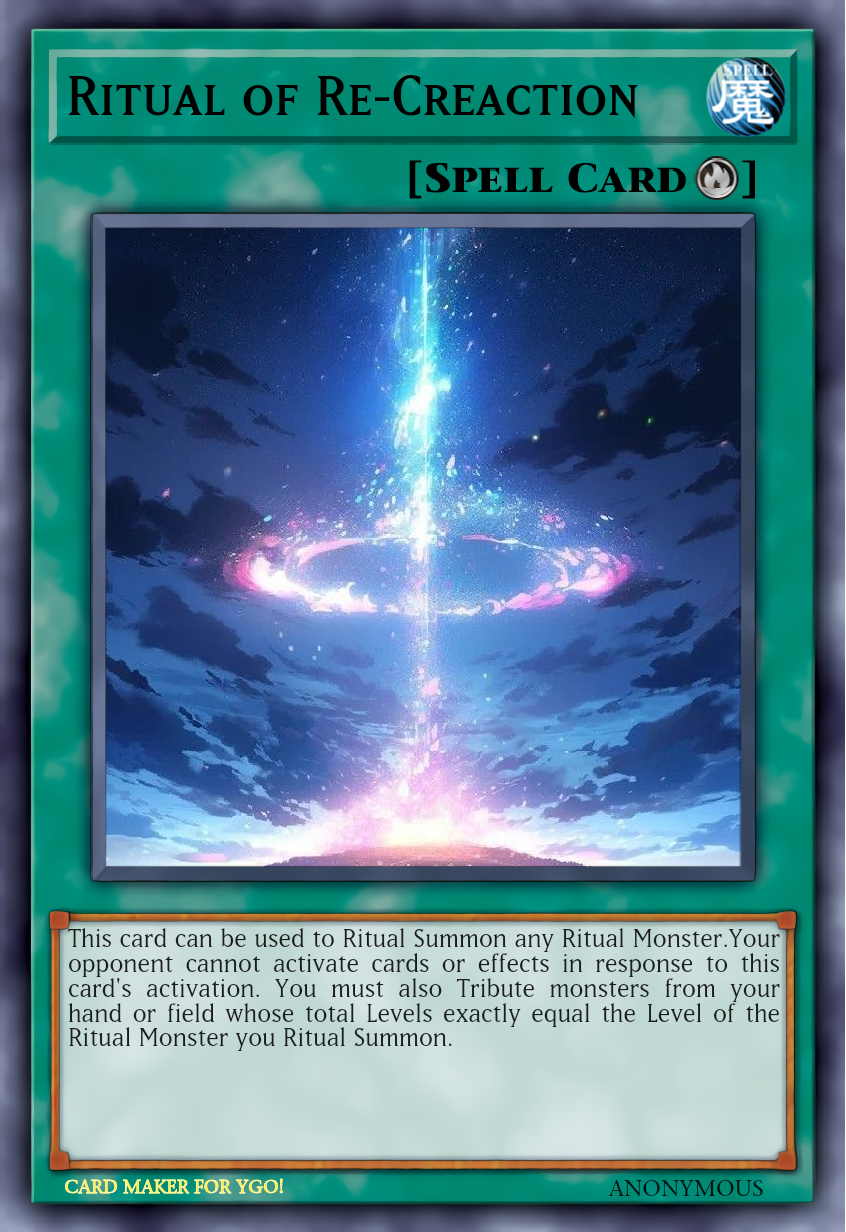 Ritual of Re-Creaction
SPELL
魔
[Spell Card]
This card can be used to Ritual Summon any Ritual Monster.Your
opponent cannot activate cards or effects in response to this
card's activation. You must also Tribute monsters from your
hand or field whose total Levels exactly equal the Level of the
Ritual Monster you Ritual Summon.
CARD MAKER FOR YGO!
ANONYMOUS